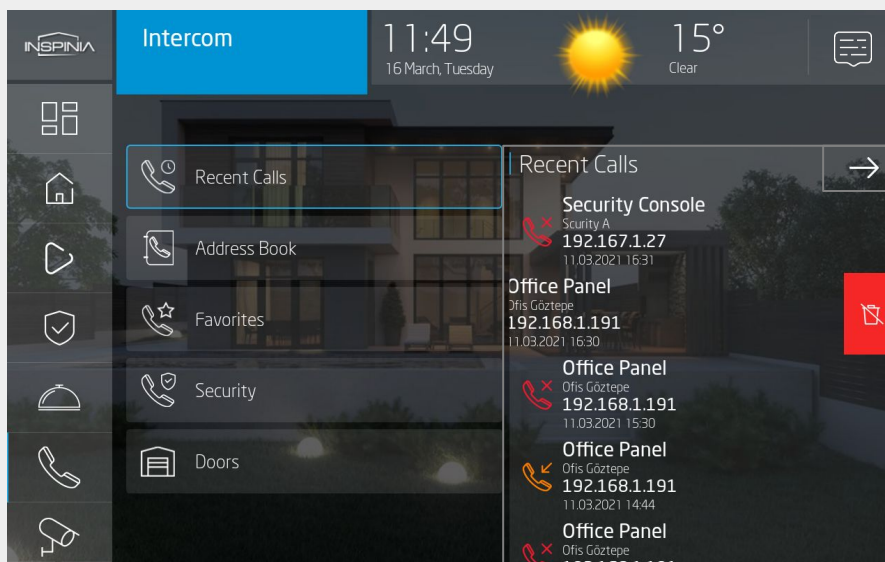 INSPINIA
Intercom
11:49
16 March, Tuesday
15°
Clear
Recent Calls
Address Book
Favorites
Security
Doors
Recent Calls
Security Console
Scurity A
192.167.1.27
11.03.2021 16:31
Office Panel
Ofis Göztepe
192.168.1.191
11.03.2021 16:30
Office Panel
Ofis Göztepe
192.168.1.191
11.03.2021 15:30
Office Panel
Ofis Göztepe
192.168.1.191
11.03.2021 14:44
Office Panel
Ofis Göztepe